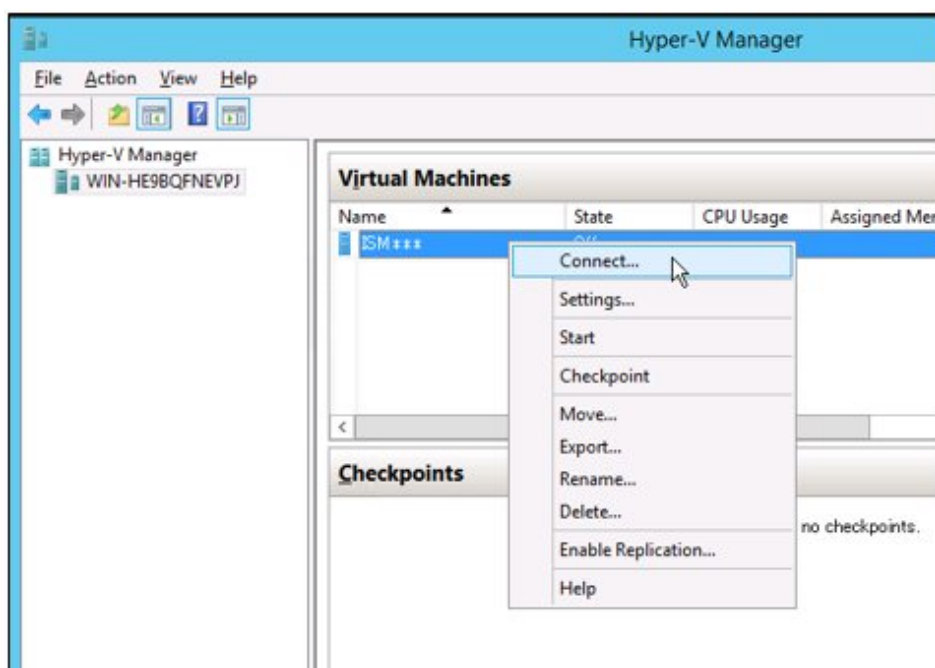 Hyper-V Manager
File Action View Help
Hyper-V Manager
WIN-HE9BQFNEVPJ
Virtual Machines
Name State CPU Usage Assigned Mer
ISM***
Connect...
Settings...
Start
Checkpoint
Move...
Export...
Rename...
Delete...
Enable Replication...
Help
Checkpoints
no checkpoints.